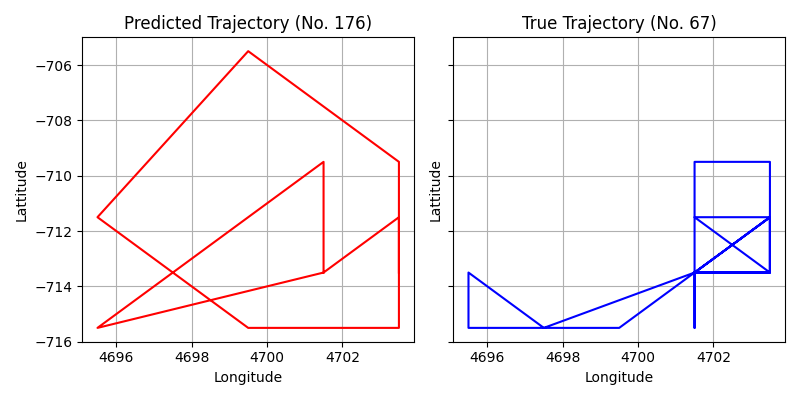 Predicted Trajectory (No. 176)
True Trajectory (No. 67)
Lattitude
−706
−708
−710
−712
−714
−716
4696
4698
4700
4702
Longitude
Lattitude
4696
4698
4700
4702
Longitude